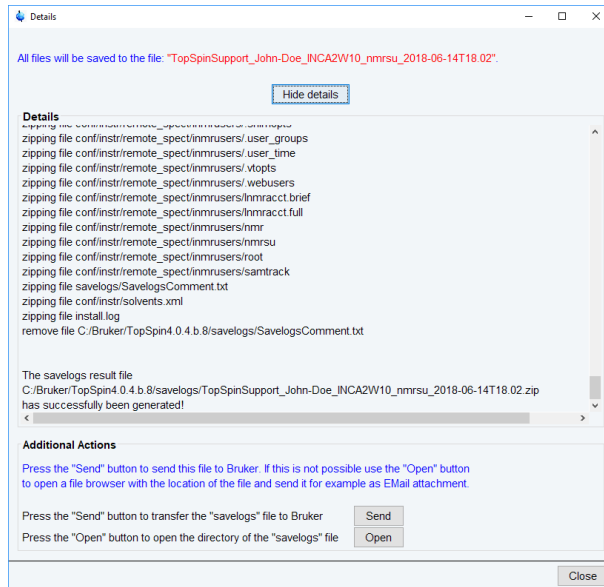 Details
All files will be saved to the file: "TopSpinSupport_John-Doe_INCA2W10_nmrsu_2018-06-14T18.02".
Hide details
Details
zipping file conf/instr/remote_spect/inmrusers/.shimopts
zipping file conf/instr/remote_spect/inmrusers/.user_groups
zipping file conf/instr/remote_spect/inmrusers/.user_time
zipping file conf/instr/remote_spect/inmrusers/.vtopts
zipping file conf/instr/remote_spect/inmrusers/.webusers
zipping file conf/instr/remote_spect/inmrusers/Inmracct.brief
zipping file conf/instr/remote_spect/inmrusers/Inmracct.full
zipping file conf/instr/remote_spect/inmrusers/nmr
zipping file conf/instr/remote_spect/inmrusers/nmrsu
zipping file conf/instr/remote_spect/inmrusers/root
zipping file conf/instr/remote_spect/inmrusers/samtrack
zipping file savelogs/SavelogsComment.txt
zipping file conf/instr/solvents.xml
zipping file install.log
remove file C:/Bruker/TopSpin4.0.4.b.8/savelogs/SavelogsComment.txt
The savelogs result file
C:/Bruker/TopSpin4.0.4.b.8/savelogs/TopSpinSupport_John-Doe_INCA2W10_nmrsu_2018-06-14T18.02.zip
has successfully been generated!
Additional Actions
Press the "Send" button to send this file to Bruker. If this is not possible use the "Open" button
to open a file browser with the location of the file and send it for example as EMail attachment.
Press the "Send" button to transfer the "savelogs" file to Bruker Send
Press the "Open" button to open the directory of the "savelogs" file Open
Close